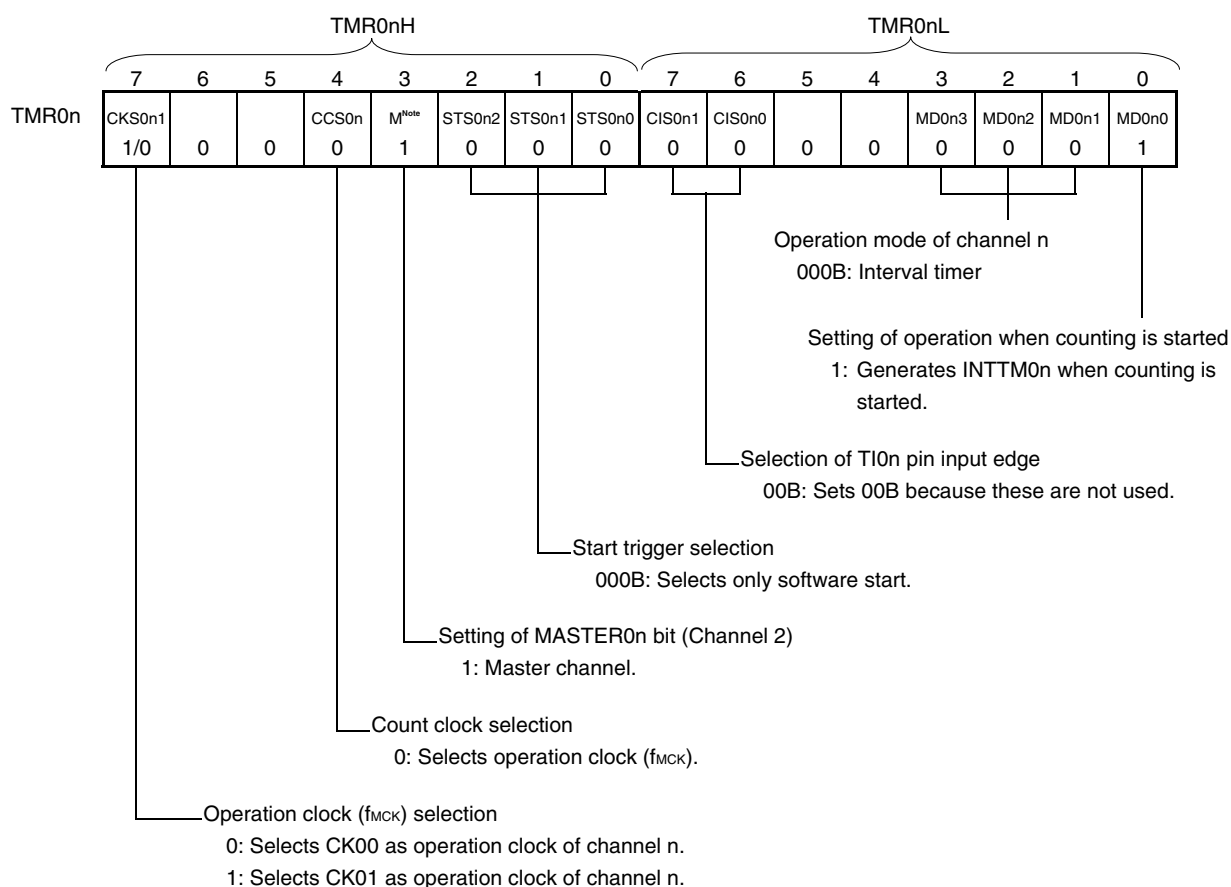 TMR0nH TMR0nL
7 6 5 4 3 2 1 0 7 6 5 4 3 2 1 0
TMR0n CKS0n1 CCS0n M Note STS0n2 STS0n1 STS0n0 CIS0n1 CIS0n0 MD0n3 MD0n2 MD0n1 MD0n0
1/0 0 0 0 1 0 0 0 0 0 0 0 0 0 0 1
Operation mode of channel n
000B: Interval timer
Setting of operation when counting is started
1: Generates INTTM0n when counting is
started.
Selection of TI0n pin input edge
00B: Sets 00B because these are not used.
Start trigger selection
000B: Selects only software start.
Setting of MASTER0n bit (Channel 2)
1: Master channel.
Count clock selection
0: Selects operation clock (fMCK).
Operation clock (fMCK) selection
0: Selects CK00 as operation clock of channel n.
1: Selects CK01 as operation clock of channel n.